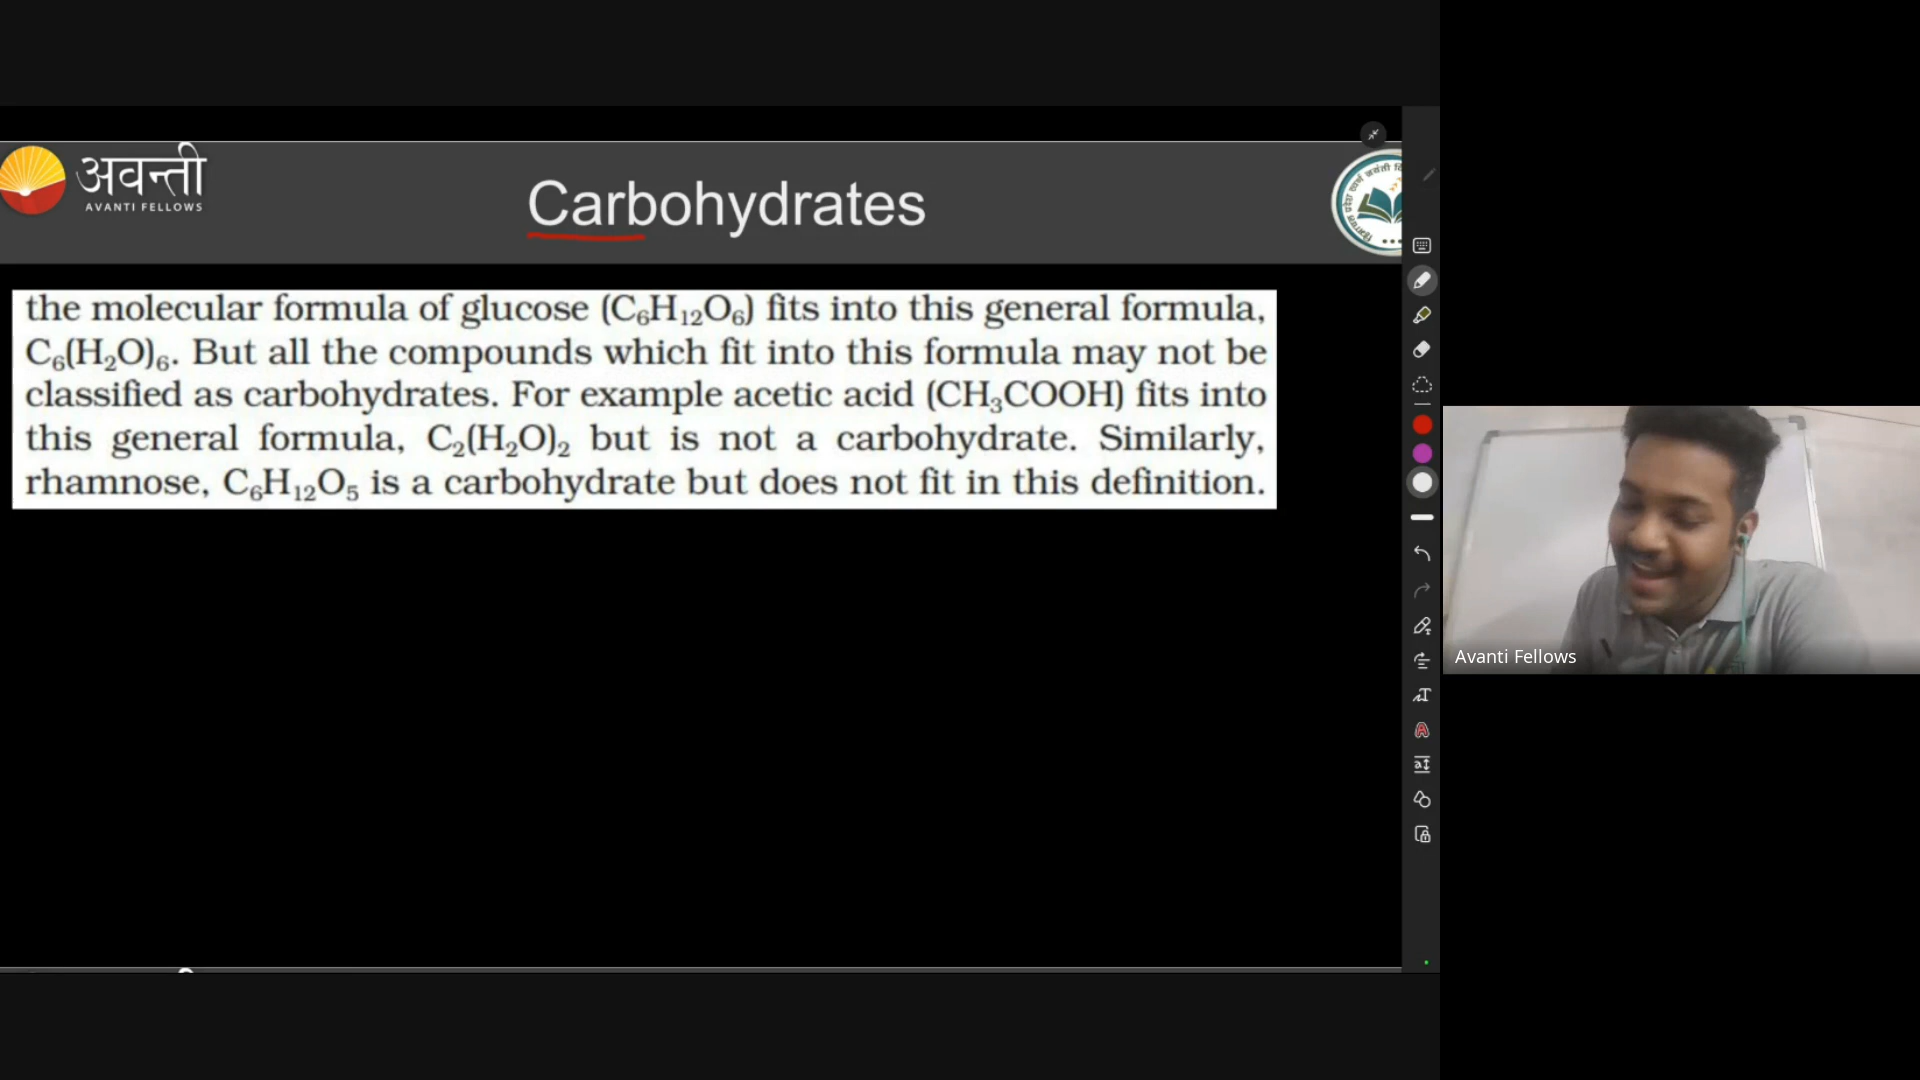 अवन्ती
AVANTI FELLOWS
Carbohydrates
the molecular formula of glucose (C₆H₁₂O₆) fits into this general formula,
C₆(H₂O)₆. But all the compounds which fit into this formula may not be
classified as carbohydrates. For example acetic acid (CH₃COOH) fits into
this general formula, C₂(H₂O)₂ but is not a carbohydrate. Similarly,
rhamnose, C₆H₁₂O₅ is a carbohydrate but does not fit in this definition.
Avanti Fellows